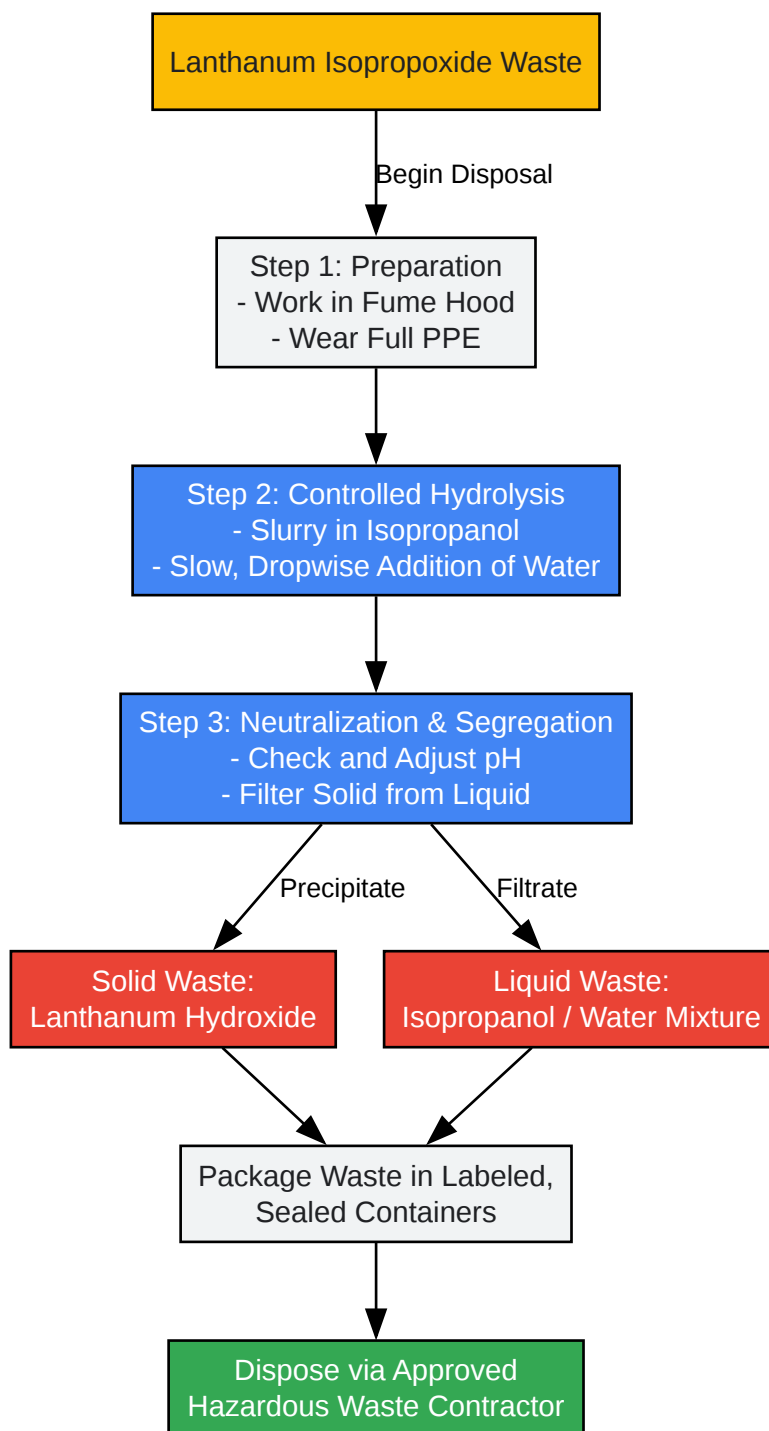 Lanthanum Isopropoxide Waste
Begin Disposal
Step 1: Preparation
- Work in Fume Hood
- Wear Full PPE
Step 2: Controlled Hydrolysis
- Slurry in Isopropanol
- Slow, Dropwise Addition of Water
Step 3: Neutralization & Segregation
- Check and Adjust pH
- Filter Solid from Liquid
Precipitate
Filtrate
Solid Waste:
Lanthanum Hydroxide
Liquid Waste:
Isopropanol / Water Mixture
Package Waste in Labeled,
Sealed Containers
Dispose via Approved
Hazardous Waste Contractor